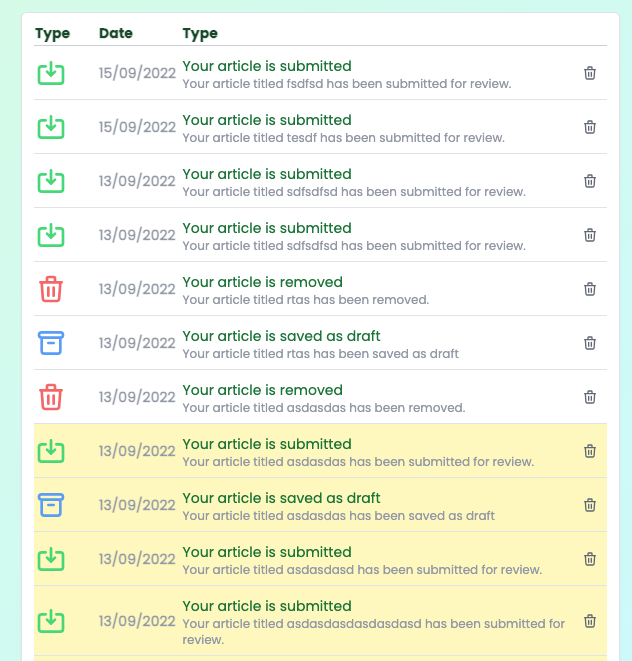 Type Date Type
15/09/2022 Your article is submitted
Your article titled fsdfsd has been submitted for review.
15/09/2022 Your article is submitted
Your article titled tesdf has been submitted for review.
13/09/2022 Your article is submitted
Your article titled sdfsdfsd has been submitted for review.
13/09/2022 Your article is submitted
Your article titled sdfsdfsd has been submitted for review.
13/09/2022 Your article is removed
Your article titled rtas has been removed.
13/09/2022 Your article is saved as draft
Your article titled rtas has been saved as draft
13/09/2022 Your article is removed
Your article titled asdasdas has been removed.
13/09/2022 Your article is submitted
Your article titled asdasdas has been submitted for review.
13/09/2022 Your article is saved as draft
Your article titled asdasdas has been saved as draft
13/09/2022 Your article is submitted
Your article titled asdasdasd has been submitted for review.
13/09/2022 Your article is submitted
Your article titled asdasdasdasdasdasd has been submitted for
review.